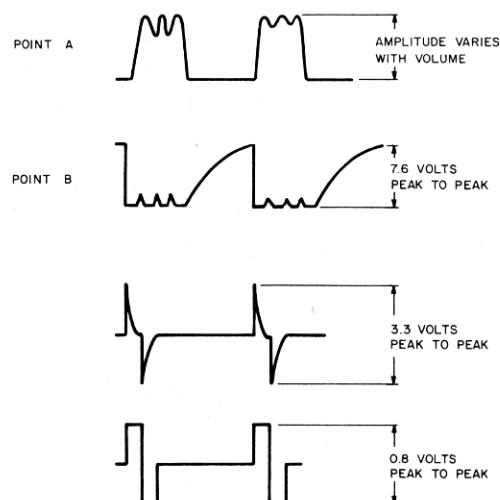 POINT A
AMPLITUDE VARIES
WITH VOLUME
POINT B
7.6 VOLTS
PEAK TO PEAK
3.3 VOLTS
PEAK TO PEAK
0.8 VOLTS
PEAK TO PEAK